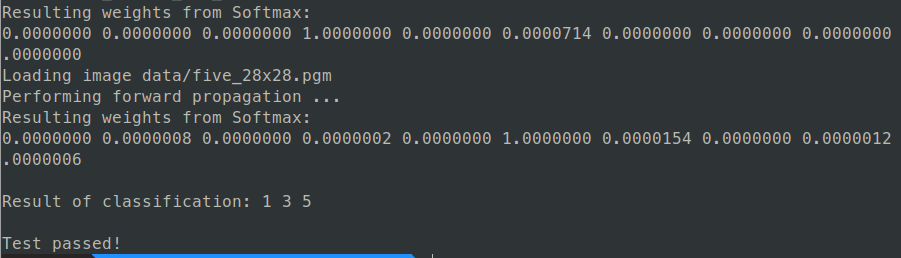 Resulting weights from Softmax:
0.0000000 0.0000000 0.0000000 1.0000000 0.0000000 0.0000714 0.0000000 0.0000000 0.0000000
.0000000
Loading image data/five_28x28.pgm
Performing forward propagation ...
Resulting weights from Softmax:
0.0000000 0.0000008 0.0000000 0.0000002 0.0000000 1.0000000 0.0000154 0.0000000 0.0000012
.0000006
Result of classification: 1 3 5
Test passed!